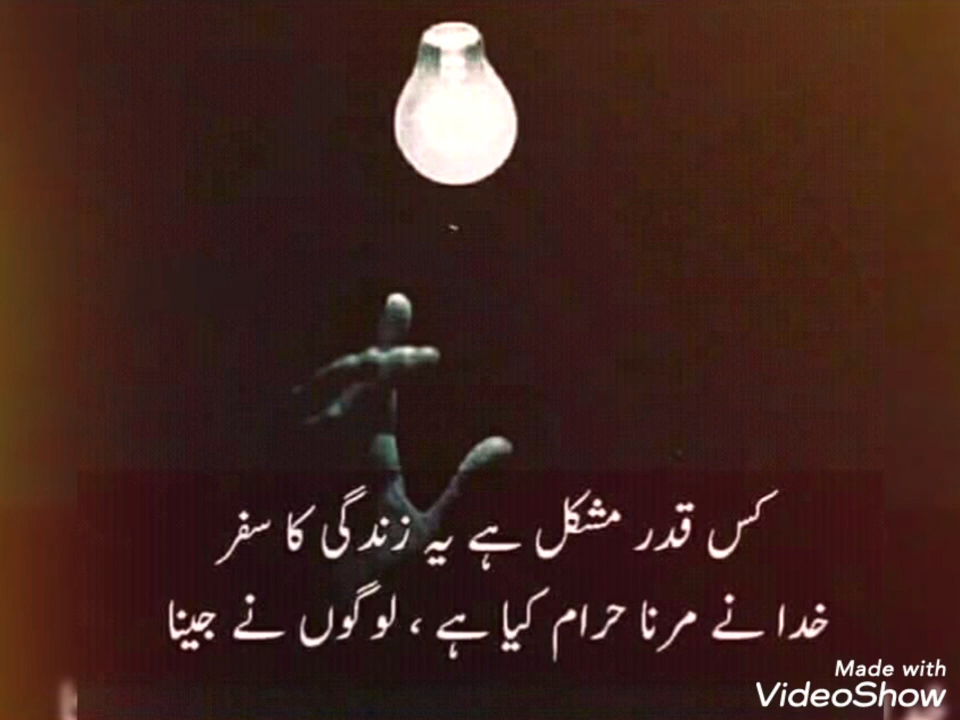 کس قدر مشکل ہے یہ زندگی کا سفر
خدا نے مرنا حرام کیا ہے ، لوگوں نے جینا
Made with
VideoShow